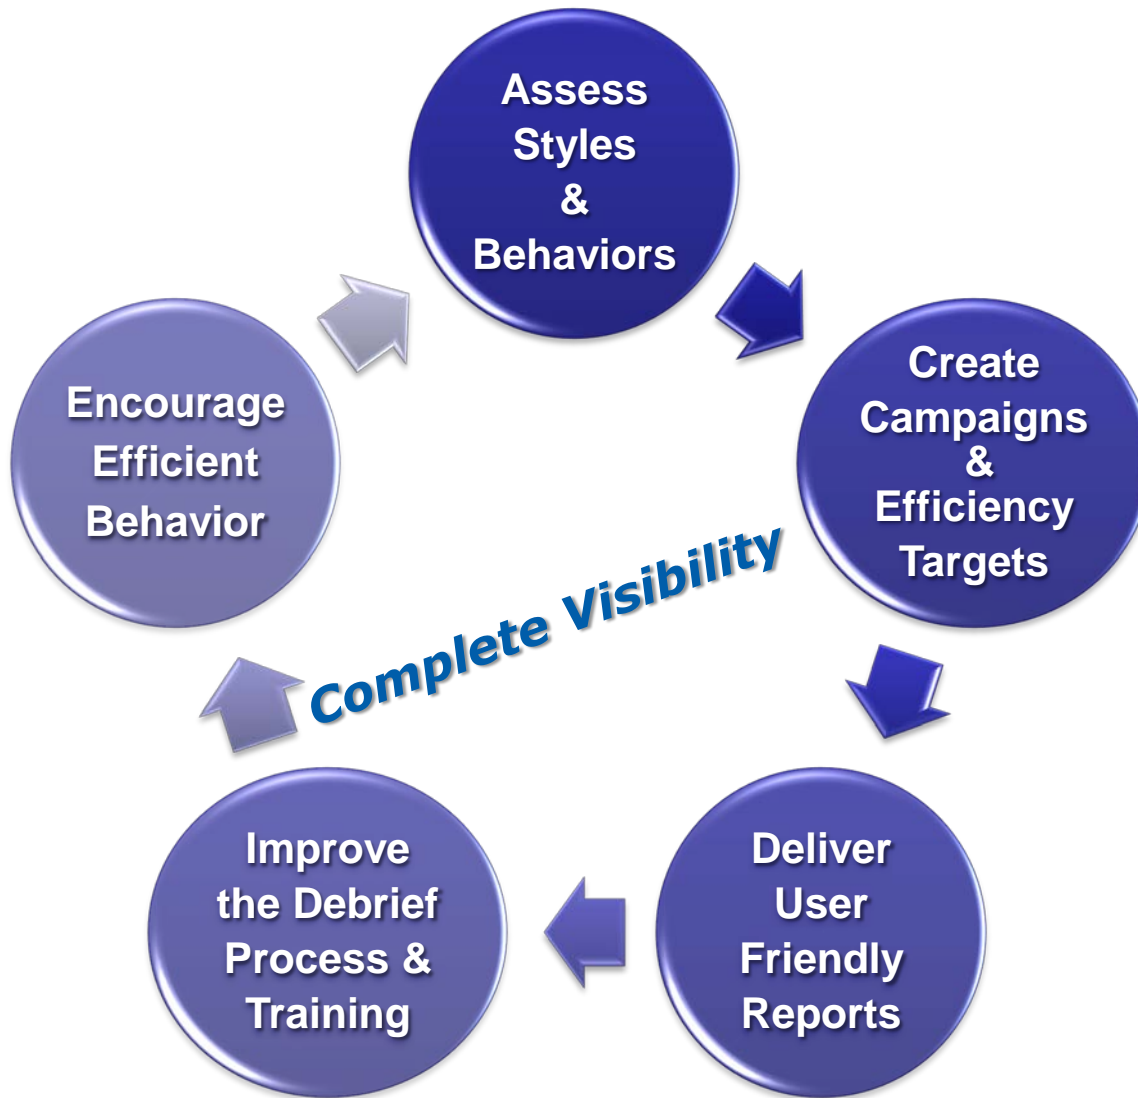 Assess
Styles
&
Behaviors
Create
Campaigns
&
Efficiency
Targets
Deliver
User
Friendly
Reports
Improve
the Debrief
Process &
Training
Encourage
Efficient
Behavior
Complete Visibility